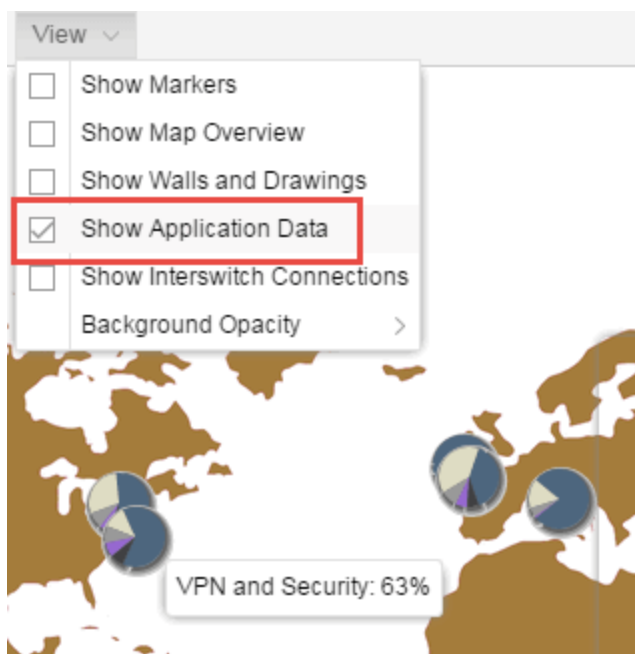 View
Show Markers
Show Map Overview
Show Walls and Drawings
Show Application Data
Show Interswitch Connections
Background Opacity
VPN and Security: 63%